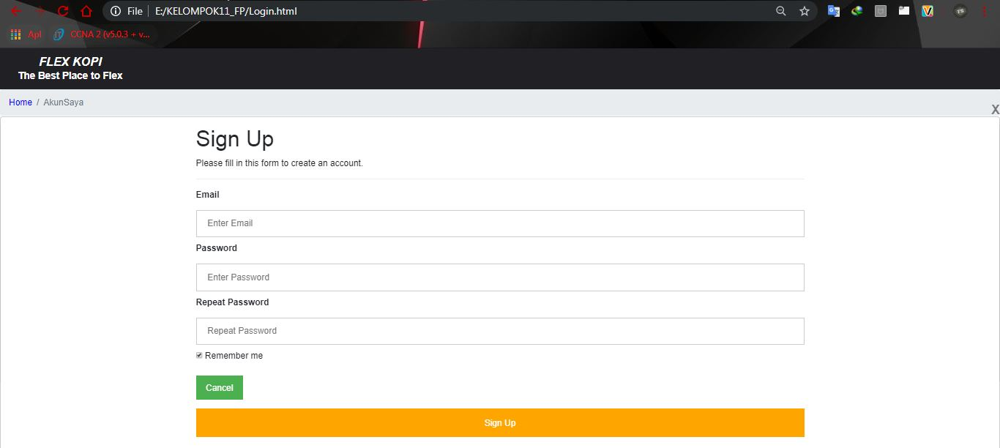 File E:/KELOMPOK11_FP/Login.html
Apl CCNA 2 (v5.0.3 + v...
FLEX KOPI
The Best Place to Flex
Home / AkunSaya
X
Sign Up
Please fill in this form to create an account.
Email
Enter Email
Password
Enter Password
Repeat Password
Repeat Password
Remember me
Cancel
Sign Up